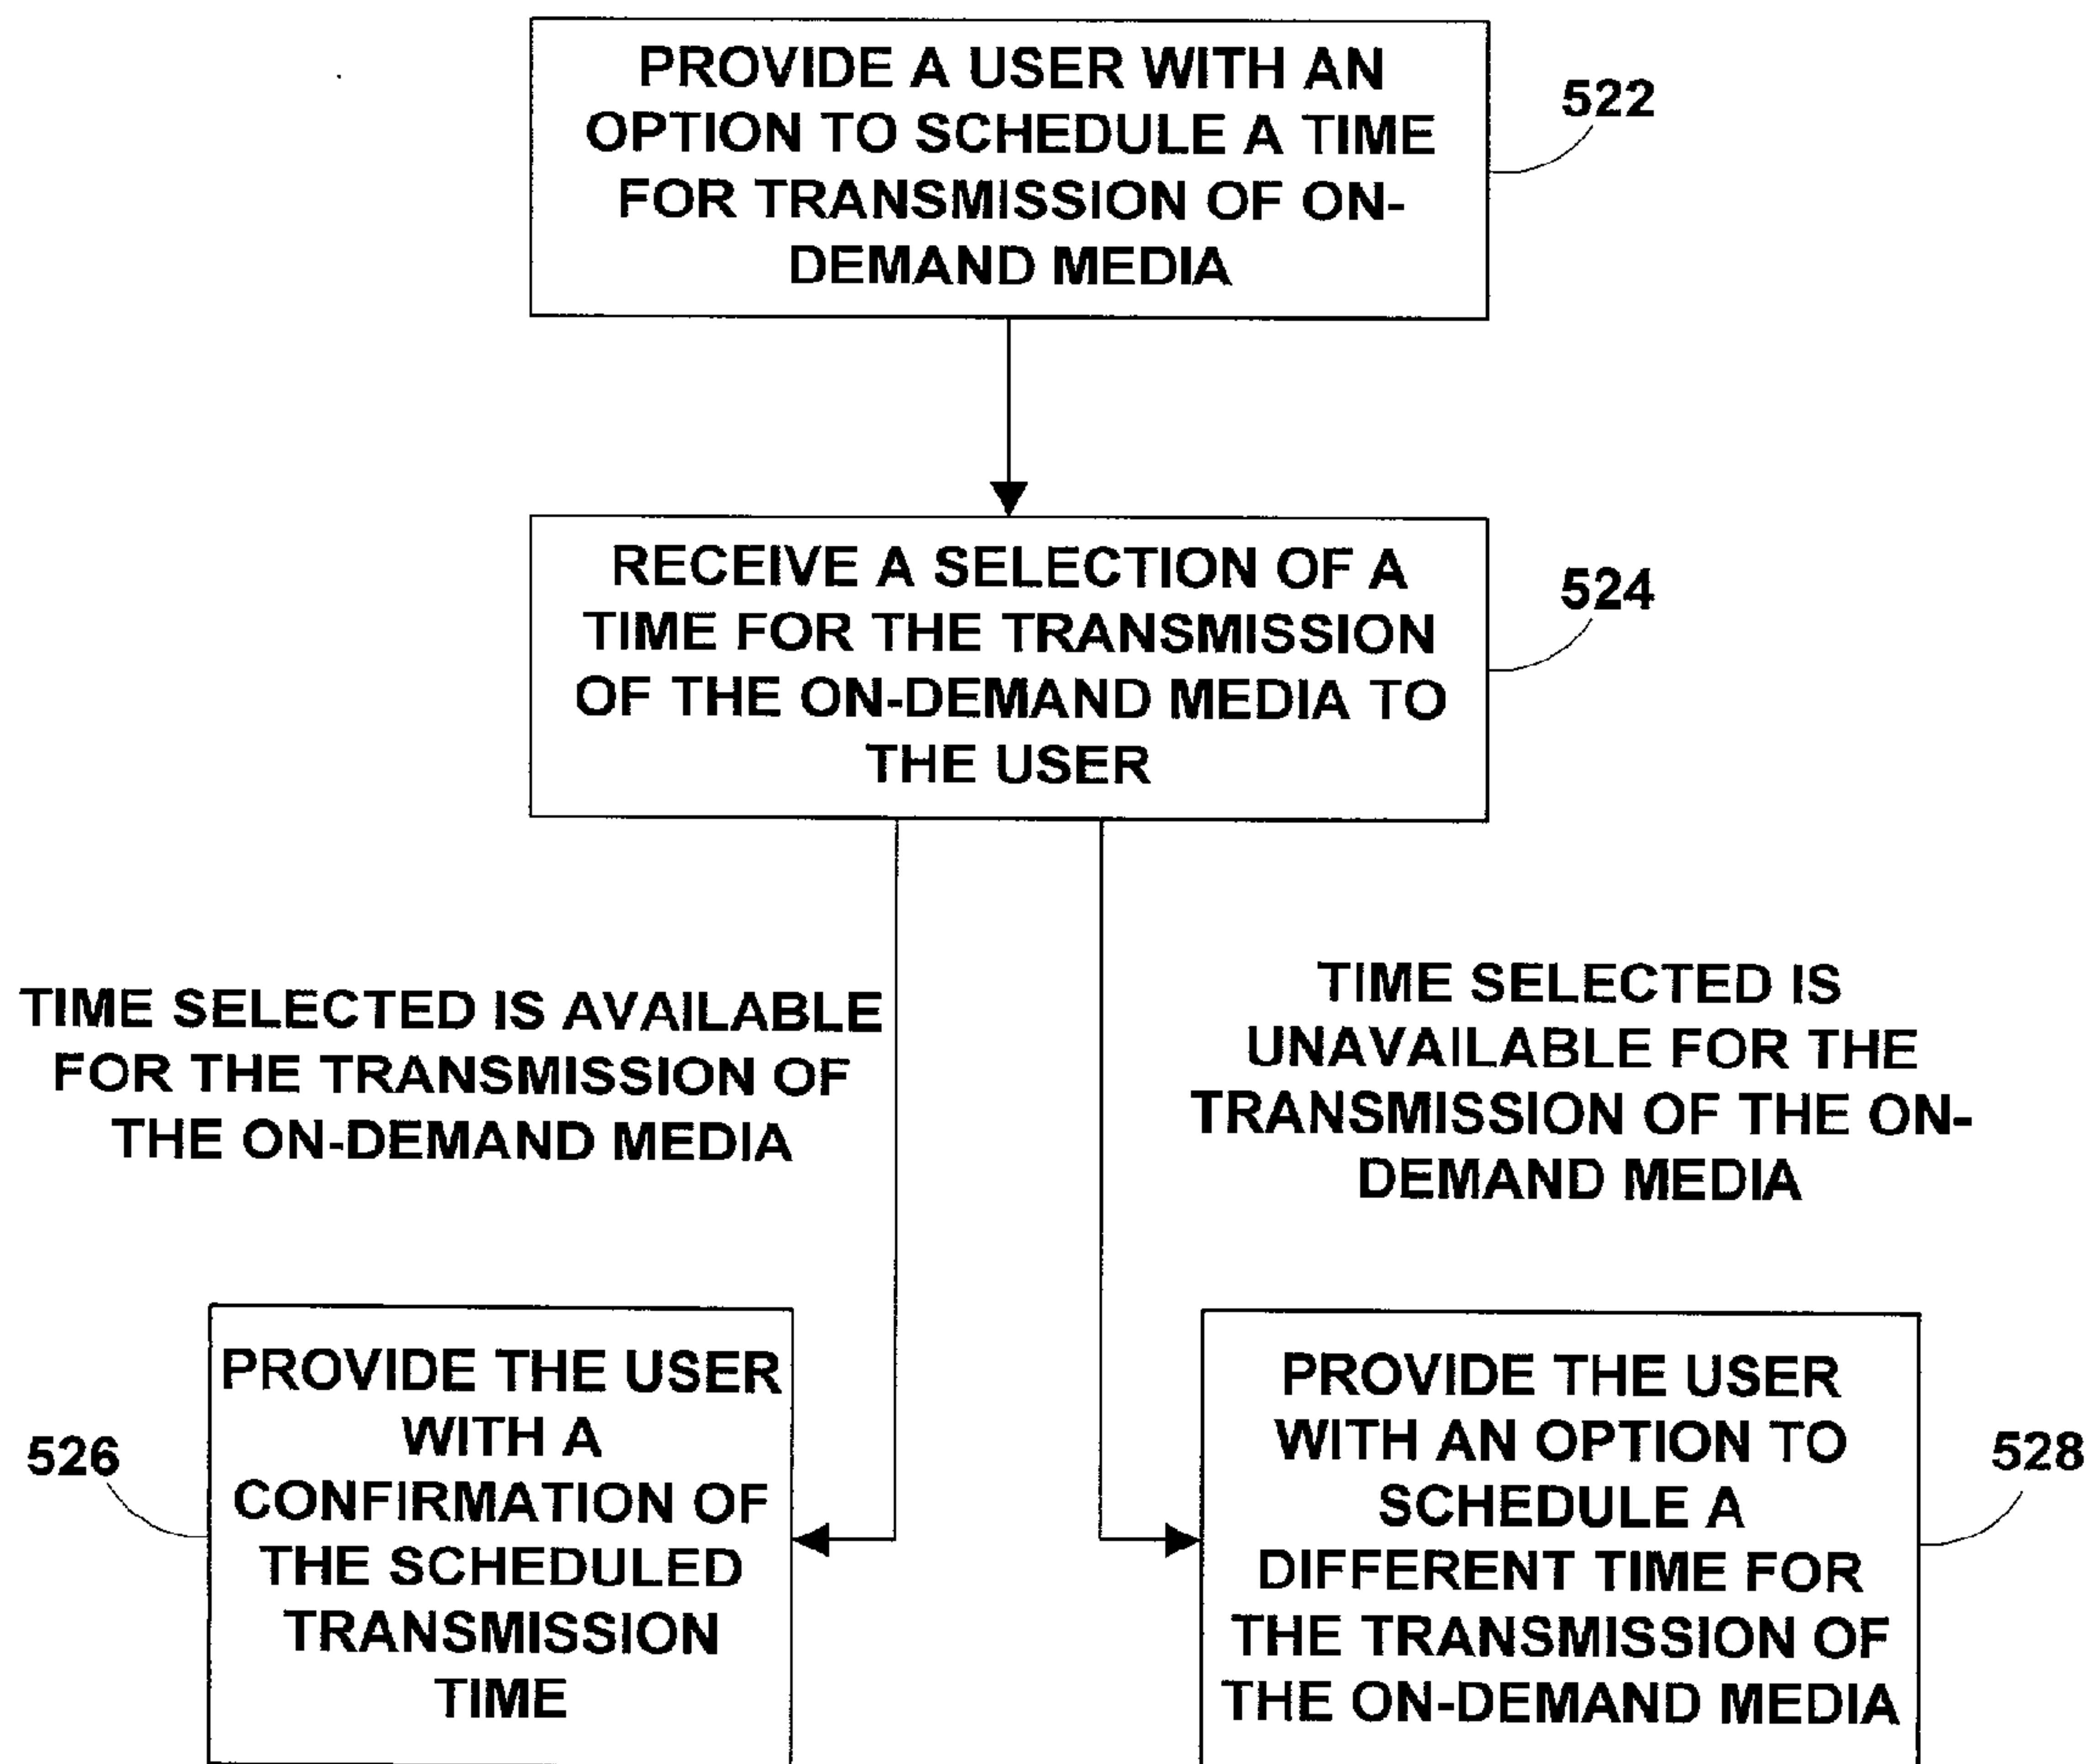 PROVIDE A USER WITH AN
OPTION TO SCHEDULE A TIME
FOR TRANSMISSION OF ON-
DEMAND MEDIA
522
RECEIVE A SELECTION OF A
TIME FOR THE TRANSMISSION
OF THE ON-DEMAND MEDIA TO
THE USER
524
TIME SELECTED IS AVAILABLE
FOR THE TRANSMISSION OF
THE ON-DEMAND MEDIA
TIME SELECTED IS
UNAVAILABLE FOR THE
TRANSMISSION OF THE ON-
DEMAND MEDIA
PROVIDE THE USER
WITH A
CONFIRMATION OF
THE SCHEDULED
TRANSMISSION
TIME
526
PROVIDE THE USER
WITH AN OPTION TO
SCHEDULE A
DIFFERENT TIME FOR
THE TRANSMISSION OF
THE ON-DEMAND MEDIA
528